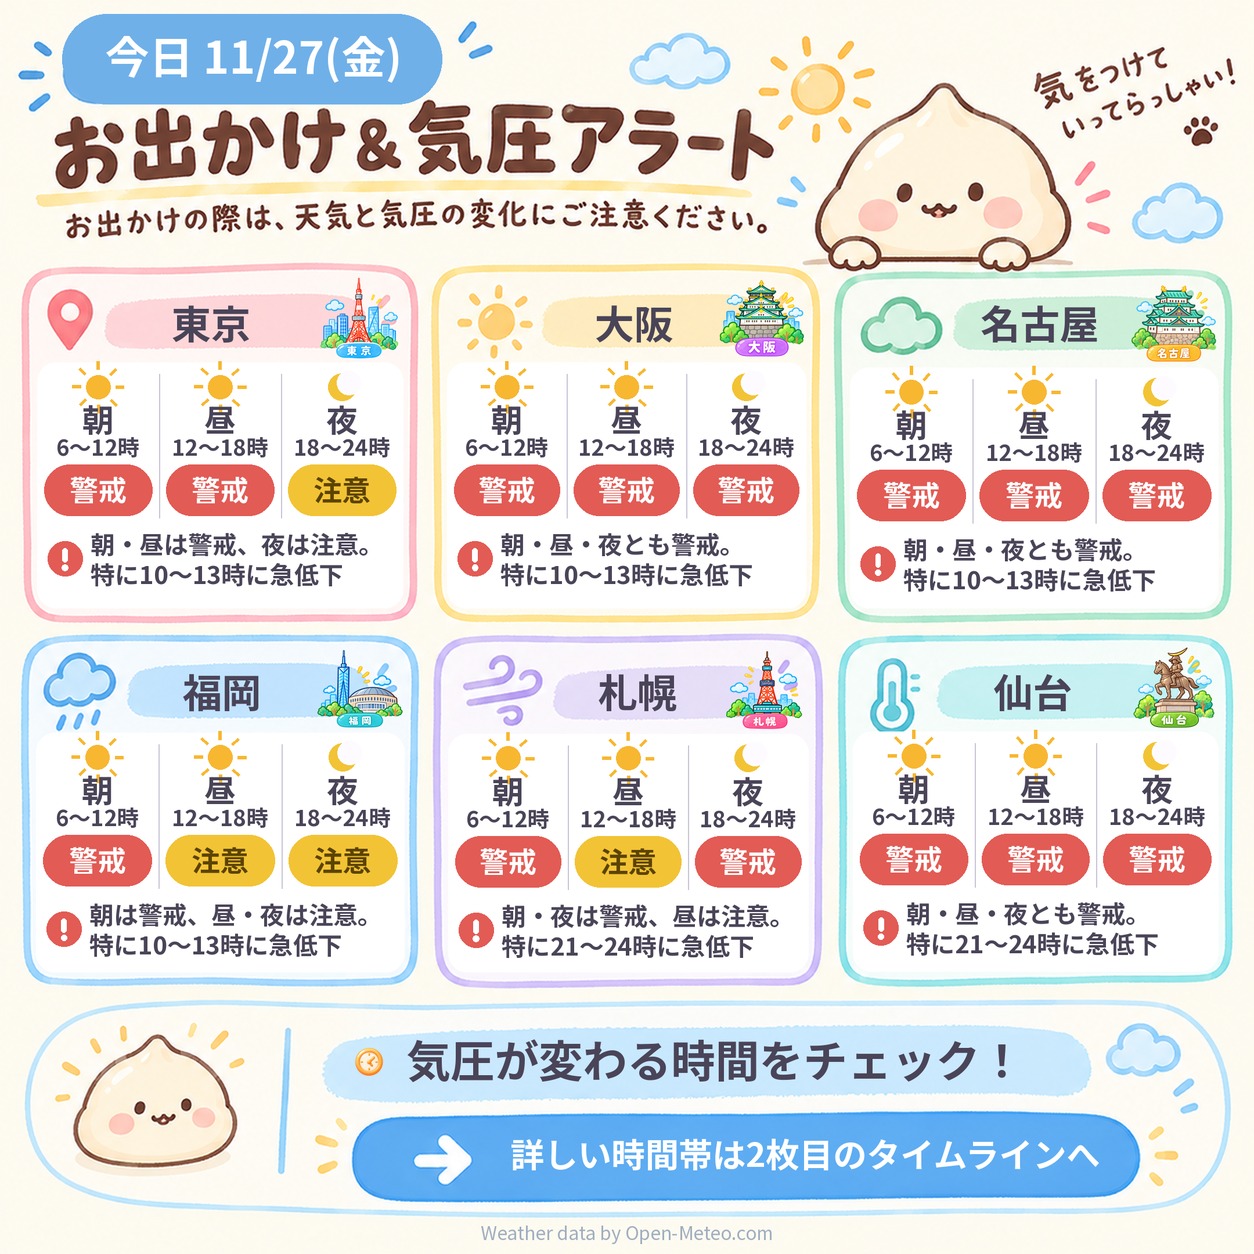 今日 11/27(金)
お出かけ&気圧アラート
お出かけの際は、天気と気圧の変化にご注意ください。
気をつけて
いってらっしゃい!
東京
東京
朝
6〜12時
警戒
昼
12〜18時
警戒
夜
18〜24時
注意
朝・昼は警戒、夜は注意。
特に10〜13時に急低下
大阪
大阪
朝
6〜12時
警戒
昼
12〜18時
警戒
夜
18〜24時
警戒
朝・昼・夜とも警戒。
特に10〜13時に急低下
名古屋
名古屋
朝
6〜12時
警戒
昼
12〜18時
警戒
夜
18〜24時
警戒
朝・昼・夜とも警戒。
特に10〜13時に急低下
福岡
福岡
朝
6〜12時
警戒
昼
12〜18時
注意
夜
18〜24時
注意
朝は警戒、昼・夜は注意。
特に10〜13時に急低下
札幌
札幌
朝
6〜12時
警戒
昼
12〜18時
注意
夜
18〜24時
警戒
朝・夜は警戒、昼は注意。
特に21〜24時に急低下
仙台
仙台
朝
6〜12時
警戒
昼
12〜18時
警戒
夜
18〜24時
警戒
朝・昼・夜とも警戒。
特に21〜24時に急低下
気圧が変わる時間をチェック！
詳しい時間帯は2枚目のタイムラインへ
Weather data by Open-Meteo.com